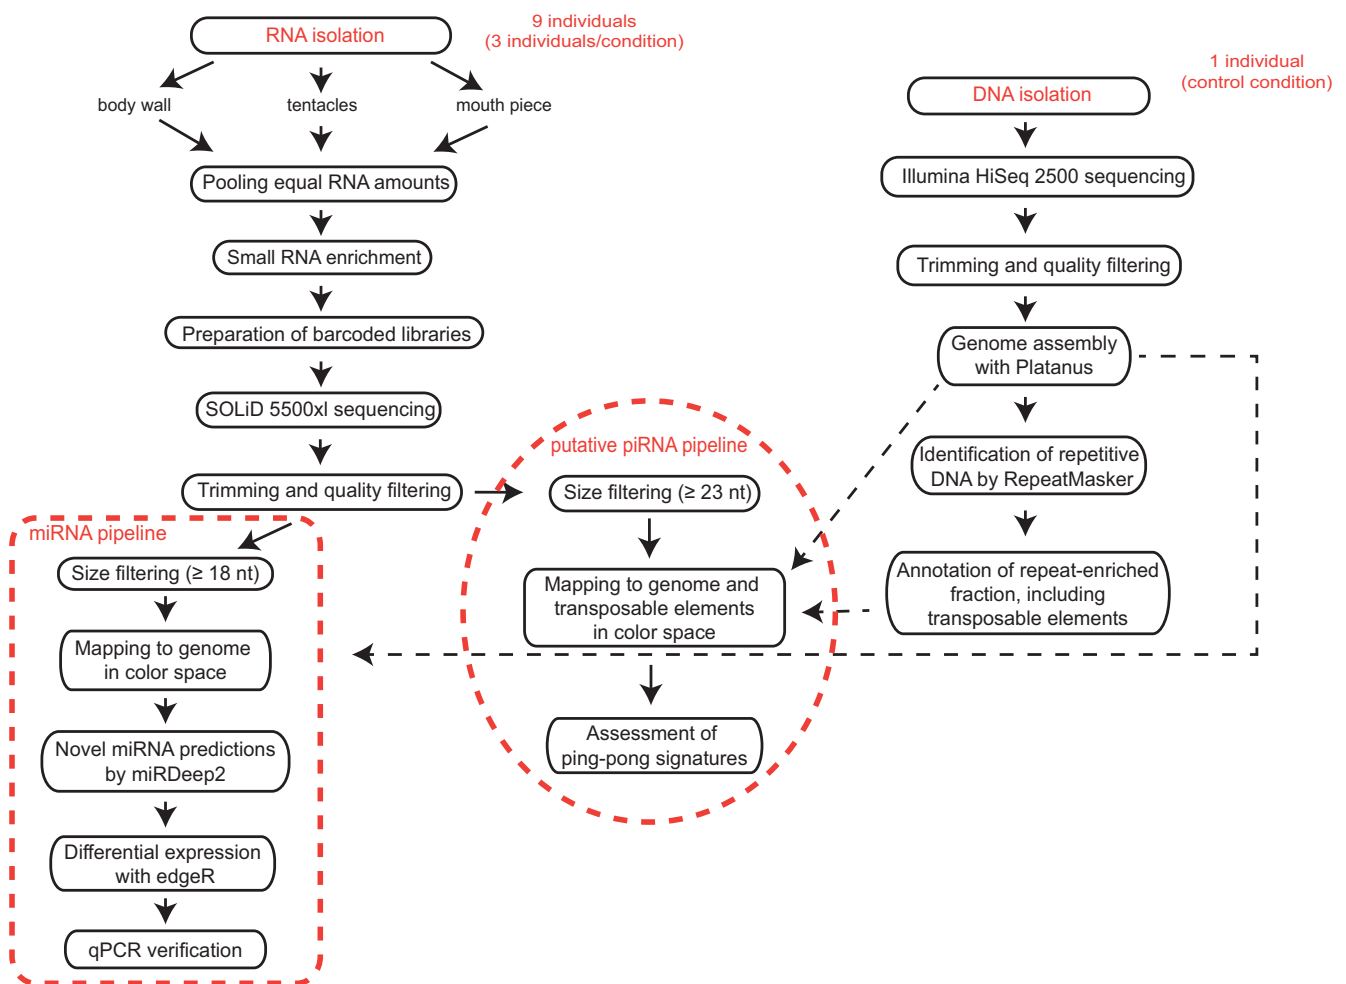 RNA isolation
9 individuals
(3 individuals/condition)
body wall
tentacles
mouth piece
Pooling equal RNA amounts
Small RNA enrichment
Preparation of barcoded libraries
SOLiD 5500xl sequencing
Trimming and quality filtering
miRNA pipeline
Size filtering (≥ 18 nt)
Mapping to genome
in color space
Novel miRNA predictions
by miRDeep2
Differential expression
with edgeR
qPCR verification
putative piRNA pipeline
Size filtering (≥ 23 nt)
Mapping to genome and
transposable elements
in color space
Assessment of
ping-pong signatures
1 individual
(control condition)
DNA isolation
Illumina HiSeq 2500 sequencing
Trimming and quality filtering
Genome assembly
with Platanus
Identification of repetitive
DNA by RepeatMasker
Annotation of repeat-enriched
fraction, including
transposable elements